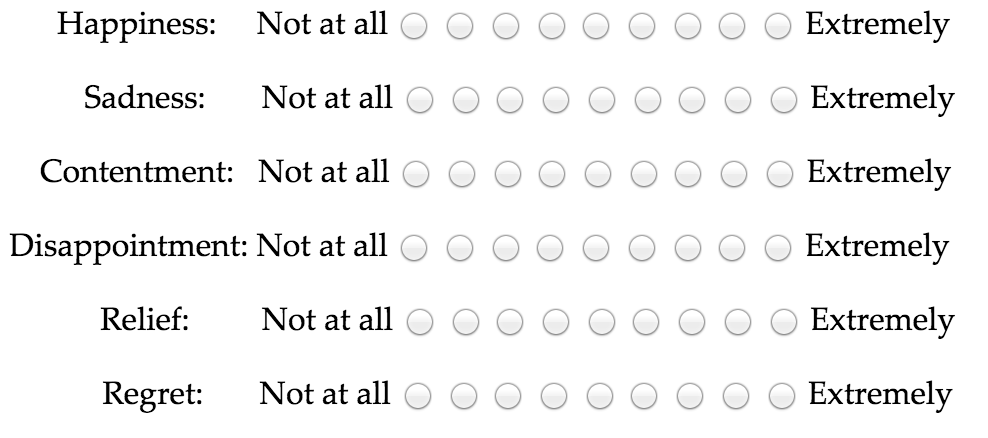 Happiness: Not at all Extremely
Sadness: Not at all Extremely
Contentment: Not at all Extremely
Disappointment: Not at all Extremely
Relief: Not at all Extremely
Regret: Not at all Extremely